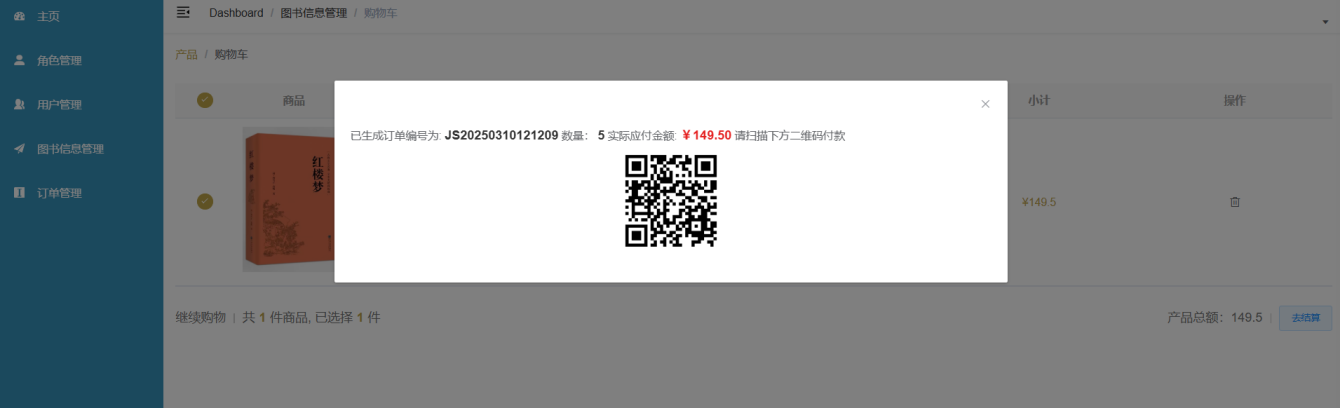 主页
角色管理
用户管理
图书信息管理
订单管理
Dashboard / 图书信息管理 / 购物车
产品 / 购物车
商品
小计
操作
已生成订单编号为: JS20250310121209 数量： 5 实际应付金额: ￥149.50 请扫描下方二维码付款
红楼梦
¥149.5
继续购物 | 共 1 件商品, 已选择 1 件
产品总额：149.5
去结算